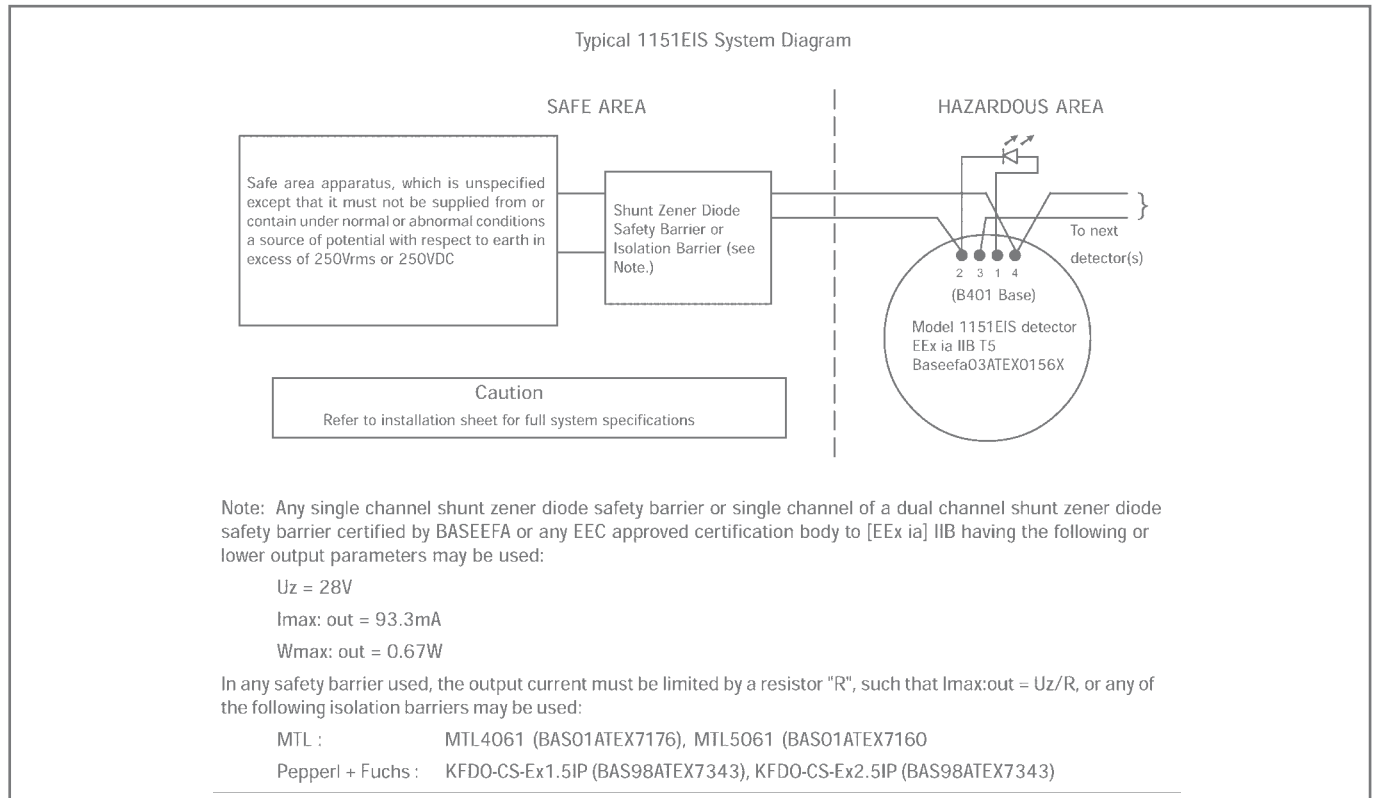 Typical 1151EIS System Diagram
SAFE AREA
HAZARDOUS AREA
Safe area apparatus, which is unspecified
except that it must not be supplied from or
contain under normal or abnormal conditions
a source of potential with respect to earth in
excess of 250Vrms or 250VDC
Shunt Zener Diode
Safety Barrier or
Isolation Barrier (see
Note.)
}
To next
detector(s)
2 3 1 4
(B401 Base)
Model 1151EIS detector
EEx ia IIB T5
Baseefa03ATEX0156X
Caution
Refer to installation sheet for full system specifications
Note: Any single channel shunt zener diode safety barrier or single channel of a dual channel shunt zener diode
safety barrier certified by BASEEFA or any EEC approved certification body to [EEx ia] IIB having the following or
lower output parameters may be used:
Uz = 28V
Imax: out = 93.3mA
Wmax: out = 0.67W
In any safety barrier used, the output current must be limited by a resistor "R", such that Imax:out = Uz/R, or any of
the following isolation barriers may be used:
MTL : MTL4061 (BAS01ATEX7176), MTL5061 (BAS01ATEX7160
Pepperl + Fuchs : KFDO-CS-Ex1.5IP (BAS98ATEX7343), KFDO-CS-Ex2.5IP (BAS98ATEX7343)